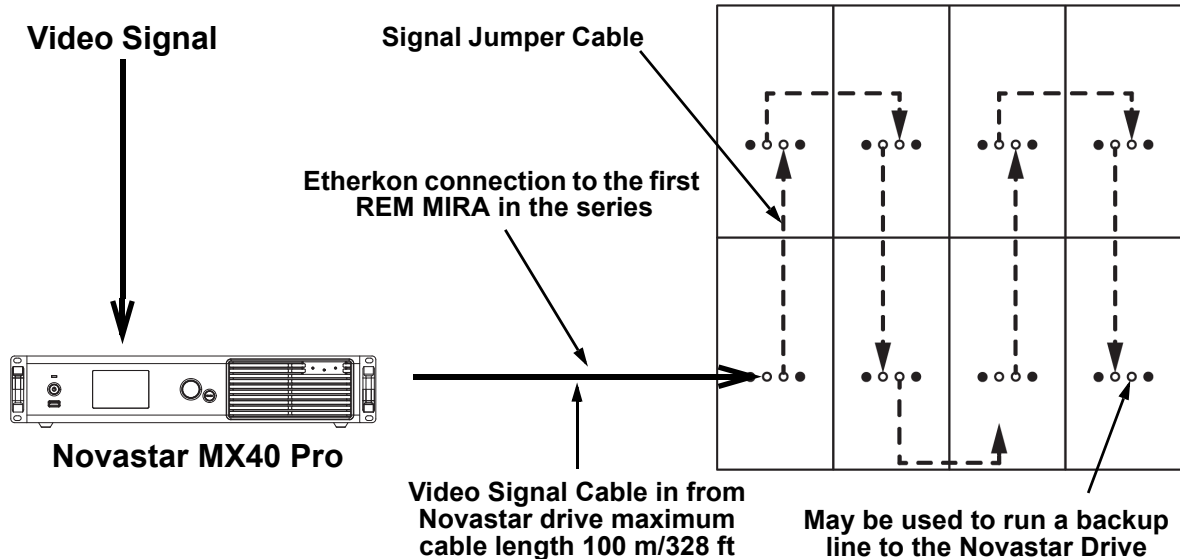 Video Signal
Signal Jumper Cable
Etherkon connection to the first
REM MIRA in the series
Novastar MX40 Pro
Video Signal Cable in from
Novastar drive maximum
cable length 100 m/328 ft
May be used to run a backup
line to the Novastar Drive